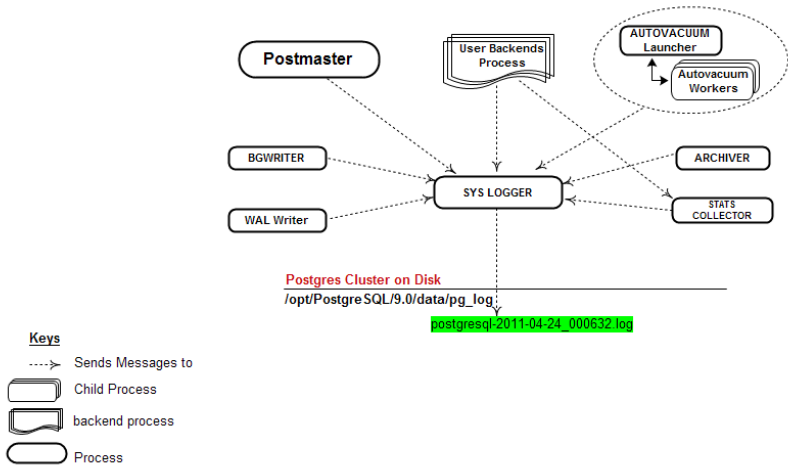 Postmaster
User Backends
Process
AUTOVACUUM
Launcher
Autovacuum
Workers
BGWRITER
ARCHIVER
SYS LOGGER
WAL Writer
STATS
COLLECTOR
Postgres Cluster on Disk
/opt/PostgreSQL/9.0/data/pg_log
postgresql-2011-04-24_000632.log
Keys
Sends Messages to
Child Process
backend process
Process